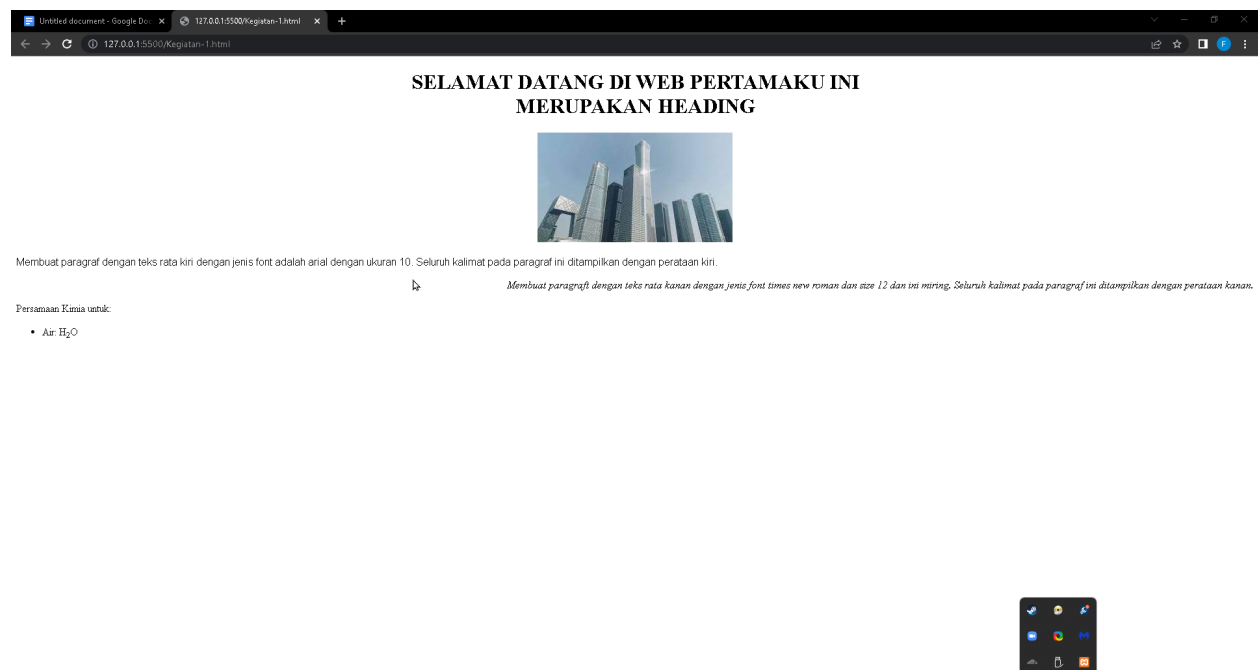 Untitled document - Google Doc
127.0.0.1:5500/Kegiatan-1.html
127.0.0.1:5500/Kegiatan-1.html
F
SELAMAT DATANG DI WEB PERTAMAKU INI
MERUPAKAN HEADING
Membuat paragraf dengan teks rata kiri dengan jenis font adalah arial dengan ukuran 10. Seluruh kalimat pada paragraf ini ditampilkan dengan perataan kiri.
Membuat paragraft dengan teks rata kanan dengan jenis font times new roman dan size 12 dan ini miring. Seluruh kalimat pada paragraf ini ditampilkan dengan perataan kanan.
Persamaan Kimia untuk:
• Air: H₂O